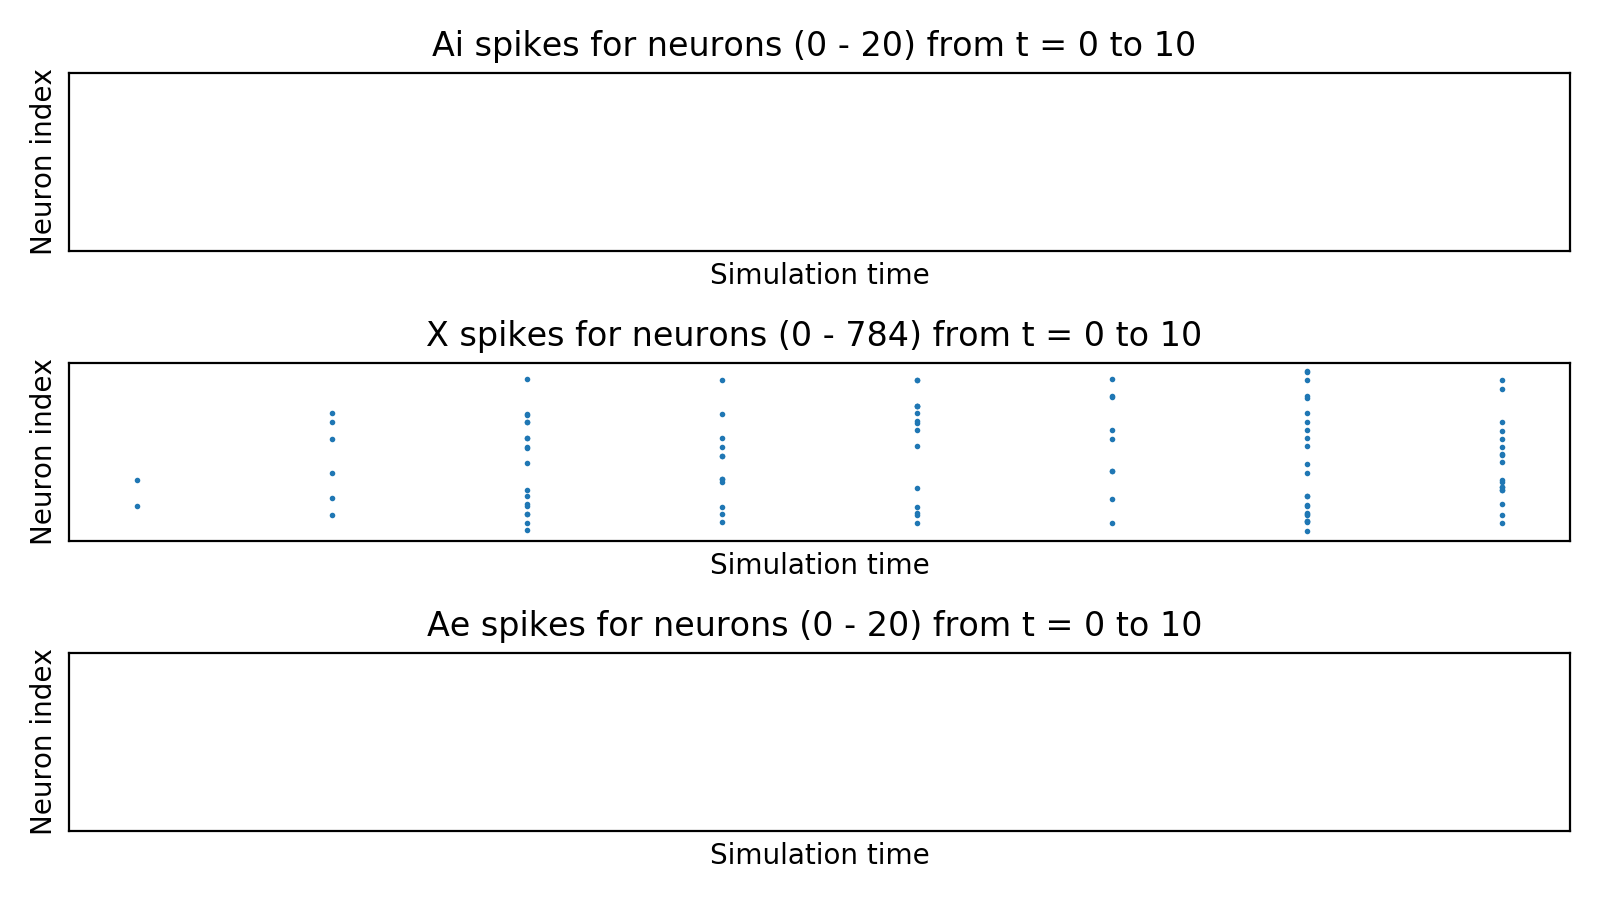 Ai spikes for neurons (0 - 20) from t = 0 to 10
Neuron index
Simulation time
X spikes for neurons (0 - 784) from t = 0 to 10
Neuron index
Simulation time
Ae spikes for neurons (0 - 20) from t = 0 to 10
Neuron index
Simulation time